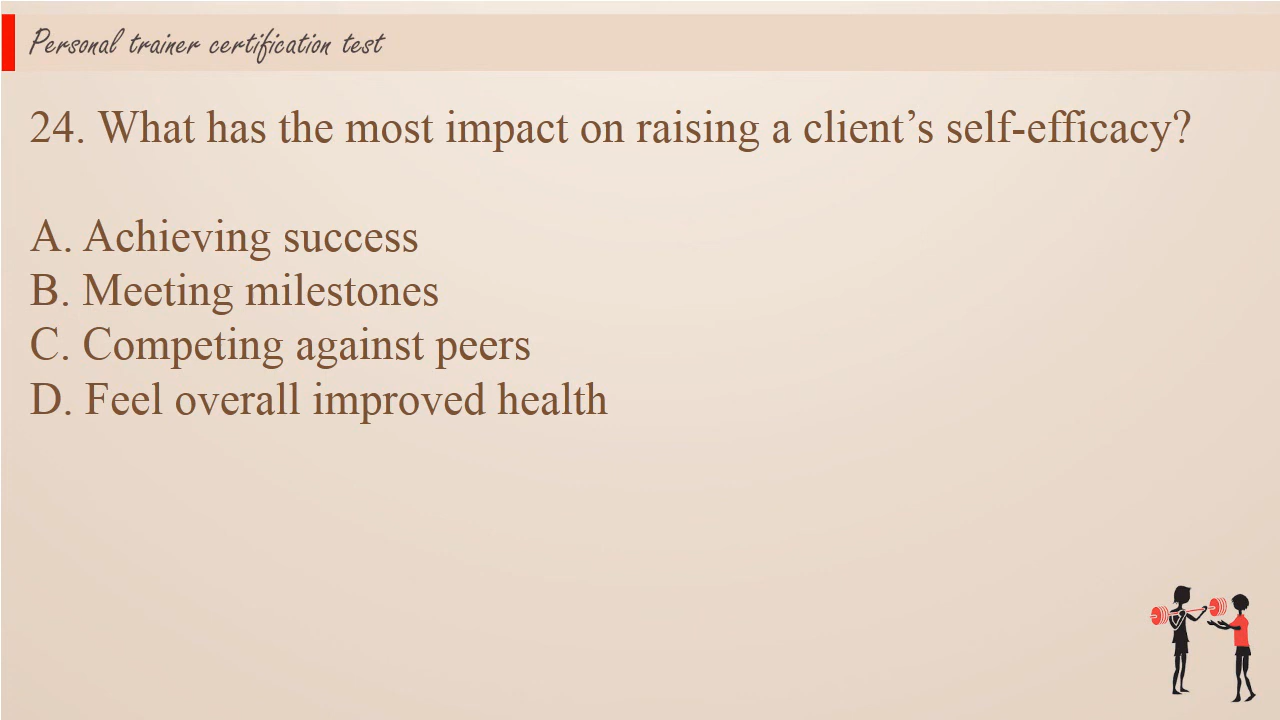 Personal trainer certification test
24. What has the most impact on raising a client’s self-efficacy?
A. Achieving success
B. Meeting milestones
C. Competing against peers
D. Feel overall improved health